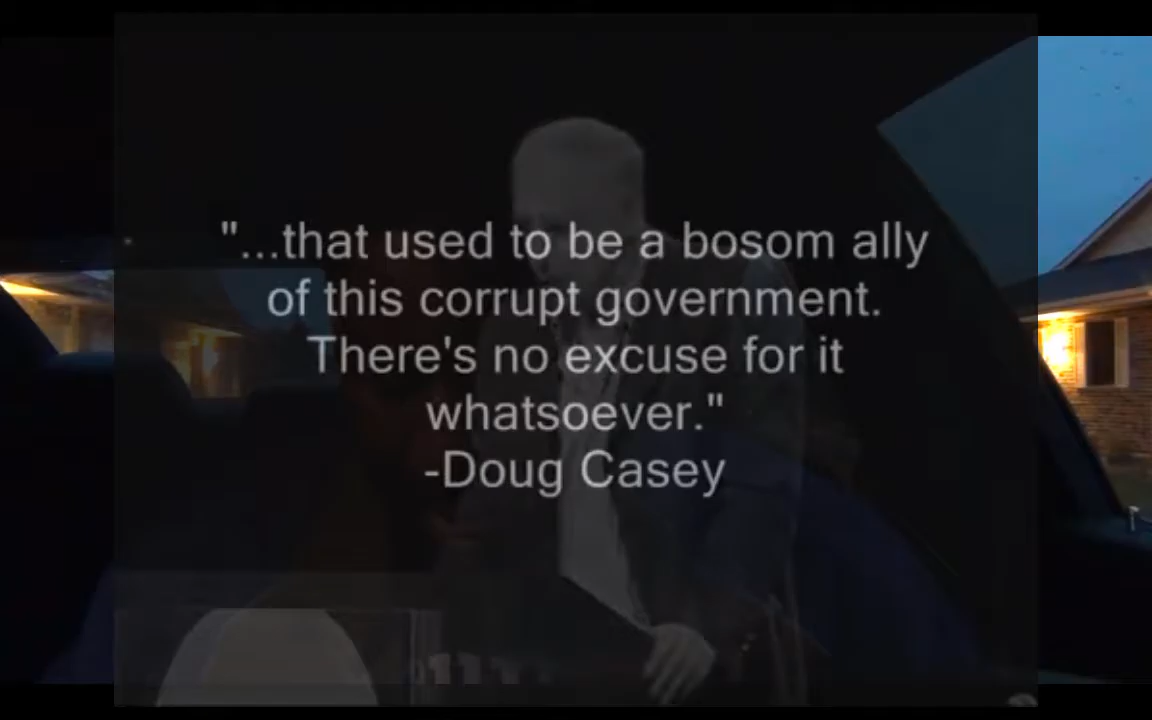 "...that used to be a bosom ally
of this corrupt government.
There's no excuse for it
whatsoever."
-Doug Casey